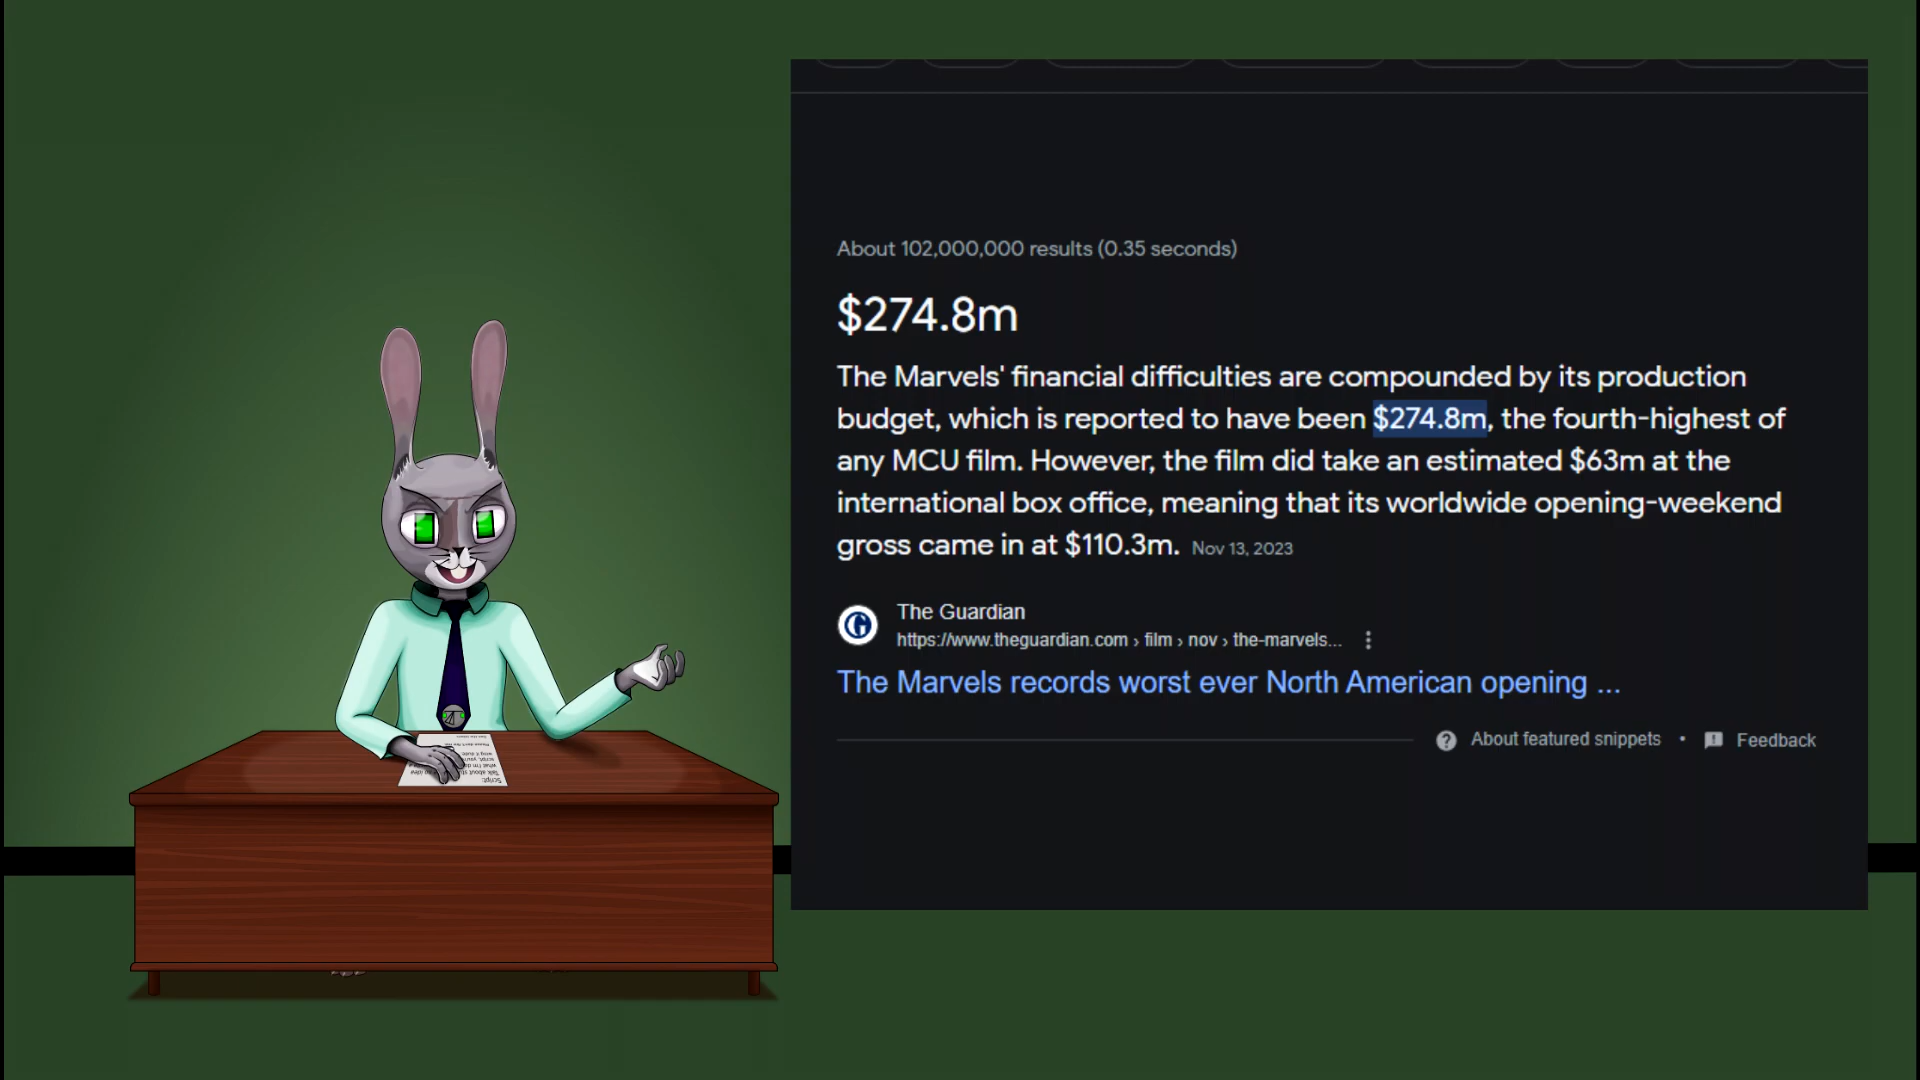 About 102,000,000 results (0.35 seconds)
$274.8m
The Marvels' financial difficulties are compounded by its production
budget, which is reported to have been $274.8m, the fourth-highest of
any MCU film. However, the film did take an estimated $63m at the
international box office, meaning that its worldwide opening-weekend
gross came in at $110.3m. Nov 13, 2023
The Guardian
https://www.theguardian.com › film › nov › the-marvels...
The Marvels records worst ever North American opening ...
About featured snippets • Feedback
Script:
Talk about